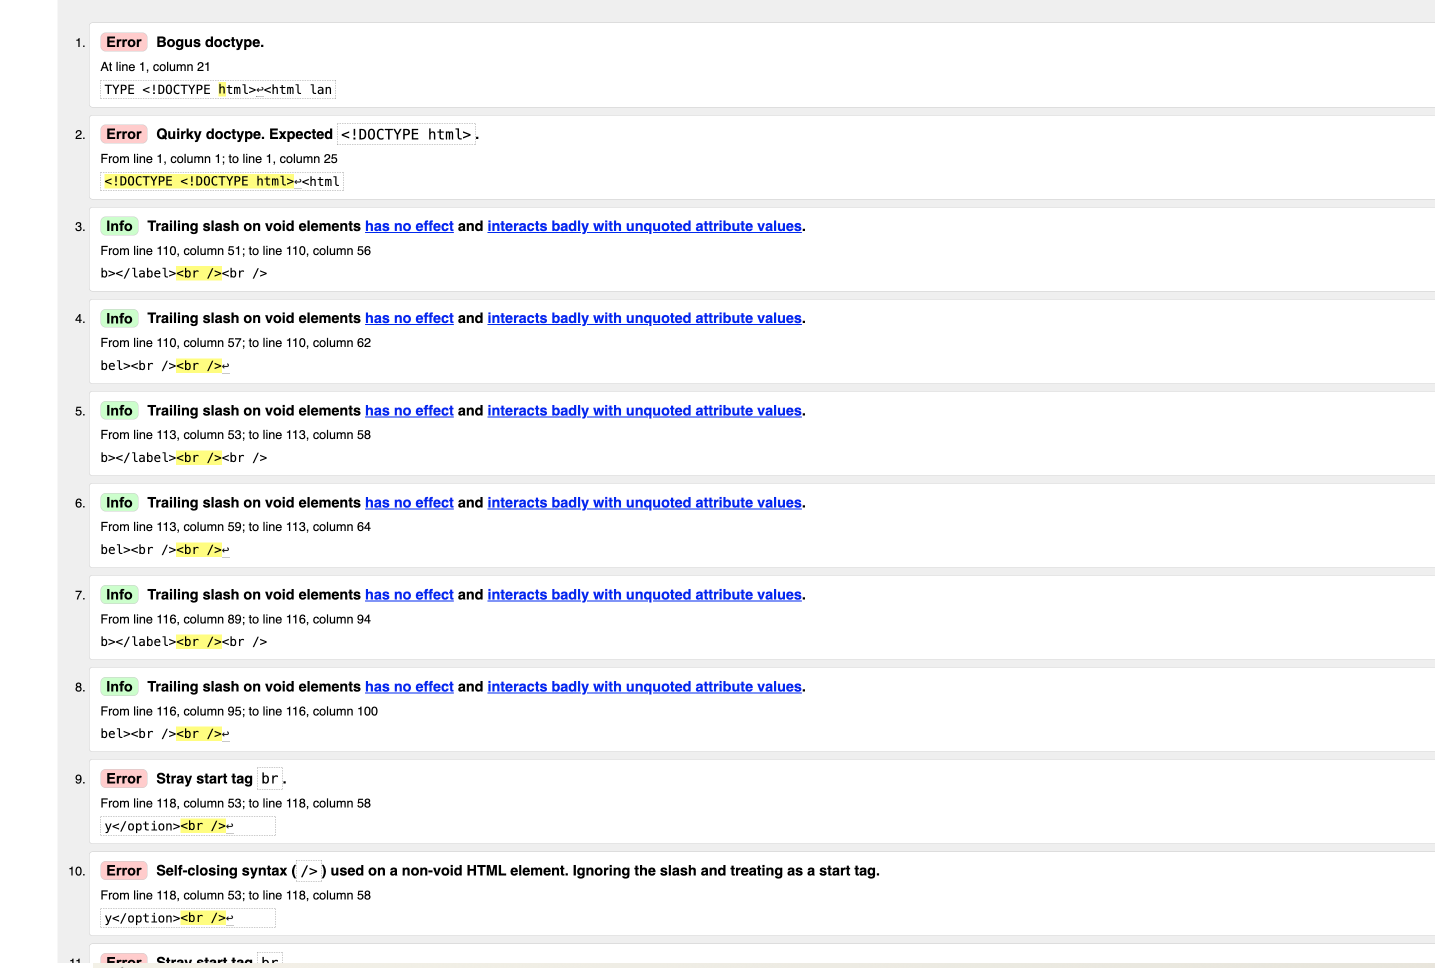 1. Error Bogus doctype.
At line 1, column 21
TYPE <!DOCTYPE html>↩<html lan
2. Error Quirky doctype. Expected <!DOCTYPE html>.
From line 1, column 1; to line 1, column 25
<!DOCTYPE <!DOCTYPE html>↩<html
3. Info Trailing slash on void elements has no effect and interacts badly with unquoted attribute values.
From line 110, column 51; to line 110, column 56
b></label><br /><br />
4. Info Trailing slash on void elements has no effect and interacts badly with unquoted attribute values.
From line 110, column 57; to line 110, column 62
bel><br /><br />↩
5. Info Trailing slash on void elements has no effect and interacts badly with unquoted attribute values.
From line 113, column 53; to line 113, column 58
b></label><br /><br />
6. Info Trailing slash on void elements has no effect and interacts badly with unquoted attribute values.
From line 113, column 59; to line 113, column 64
bel><br /><br />↩
7. Info Trailing slash on void elements has no effect and interacts badly with unquoted attribute values.
From line 116, column 89; to line 116, column 94
b></label><br /><br />
8. Info Trailing slash on void elements has no effect and interacts badly with unquoted attribute values.
From line 116, column 95; to line 116, column 100
bel><br /><br />↩
9. Error Stray start tag br.
From line 118, column 53; to line 118, column 58
y</option><br />↩
10. Error Self-closing syntax (/>) used on a non-void HTML element. Ignoring the slash and treating as a start tag.
From line 118, column 53; to line 118, column 58
y</option><br />↩
11. Error Stray start tag br